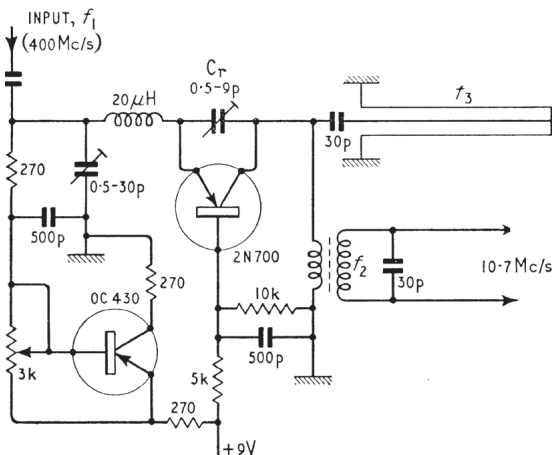 INPUT, f1
(400Mc/s)
Cr
0·5-9p
20μH
t3
30p
270
0·5-30p
500p
2N700
f2
30p
10·7Mc/s
270
OC430
10k
500p
3k
5k
270
+9V